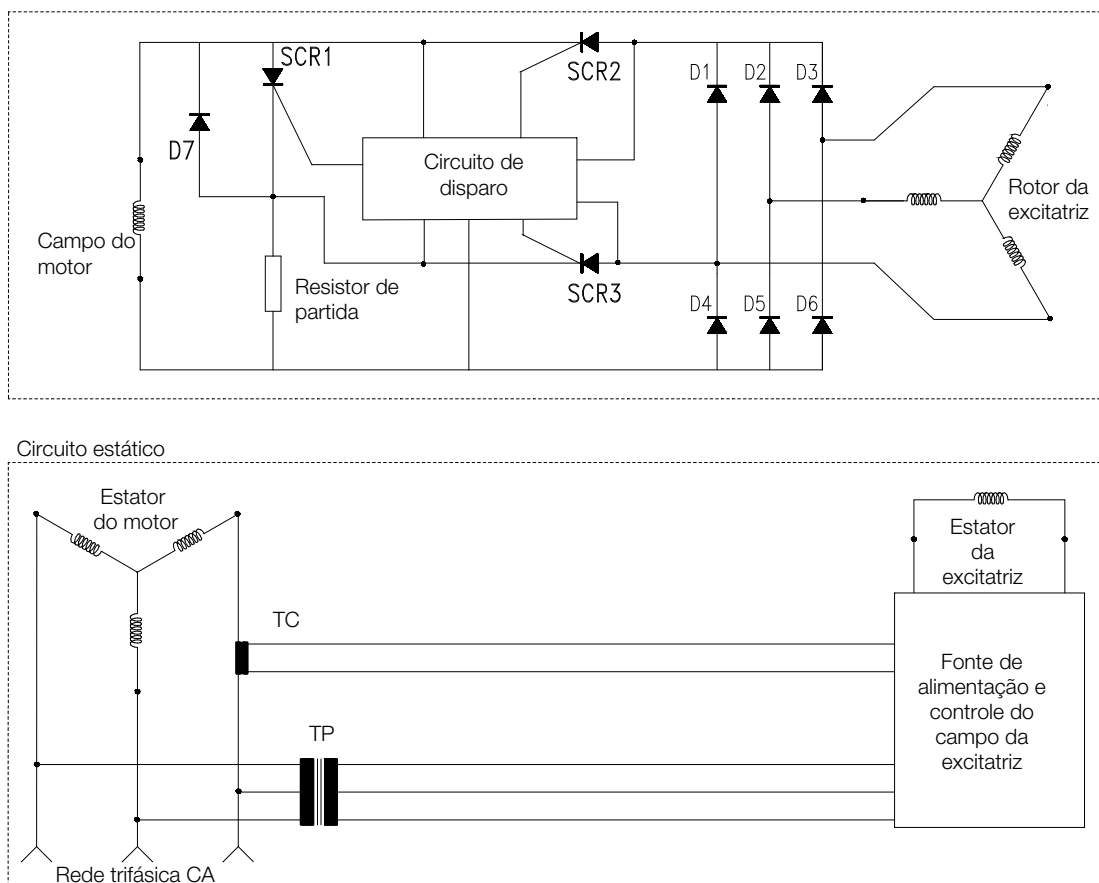 SCR1
SCR2
D1
D2
D3
D7
Circuito de
disparo
Rotor da
excitatriz
Campo do
motor
Resistor de
partida
SCR3
D4
D5
D6
Circuito estático
Estator
do motor
Estator
da
excitatriz
TC
Fonte de
alimentação e
controle do
campo da
excitatriz
TP
Rede trifásica CA